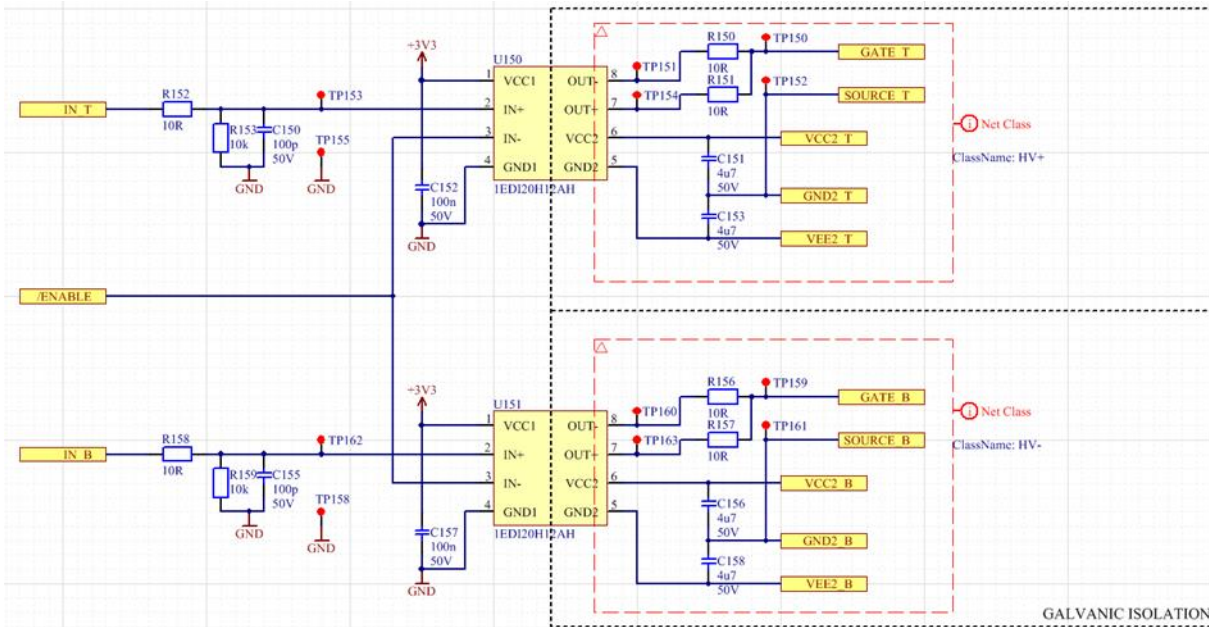 +3V3
U150
IN_T
R152
10R
R153
10k
C150
100p
50V
GND
TP153
TP155
GND
1
VCC1
2
IN+
3
IN-
4
GND1
OUT-
8
OUT+
7
VCC2
6
GND2
5
1EDI20H12AH
C152
100n
50V
GND
TP151
TP154
R150
10R
R151
10R
TP150
TP152
GATE_T
SOURCE_T
VCC2_T
C151
4u7
50V
GND2_T
C153
4u7
50V
VEE2_T
i Net Class
ClassName: HV+
/ENABLE
+3V3
U151
IN_B
R158
10R
R159
10k
C155
100p
50V
GND
TP162
TP158
GND
1
VCC1
2
IN+
3
IN-
4
GND1
OUT-
8
OUT+
7
VCC2
6
GND2
5
1EDI20H12AH
C157
100n
50V
GND
TP160
TP163
R156
10R
R157
10R
TP159
TP161
GATE_B
SOURCE_B
VCC2_B
C156
4u7
50V
GND2_B
C158
4u7
50V
VEE2_B
i Net Class
ClassName: HV-
GALVANIC ISOLATION